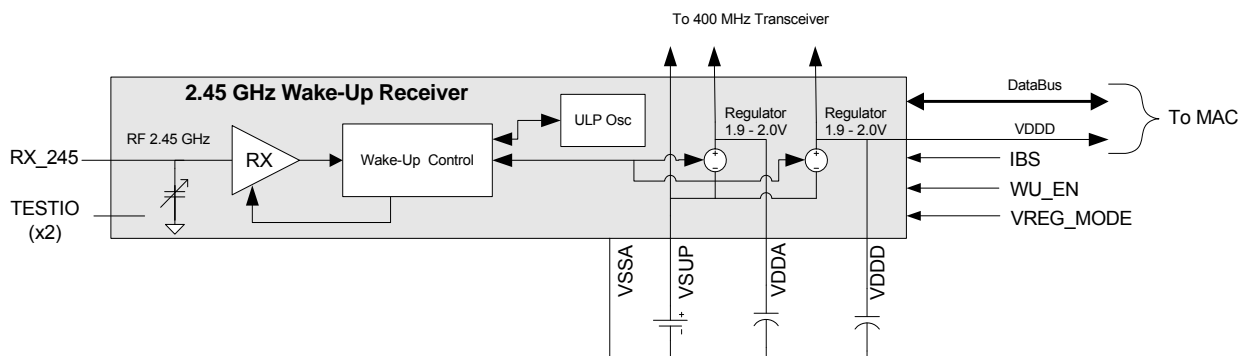 To 400 MHz Transceiver
2.45 GHz Wake-Up Receiver
DataBus
To MAC
ULP Osc
Regulator
1.9 - 2.0V
Regulator
1.9 - 2.0V
VDDD
RF 2.45 GHz
RX_245
RX
Wake-Up Control
+
-
+
-
IBS
WU_EN
TESTIO
(x2)
VREG_MODE
VSSA
VSUP
VDDA
VDDD
+
-